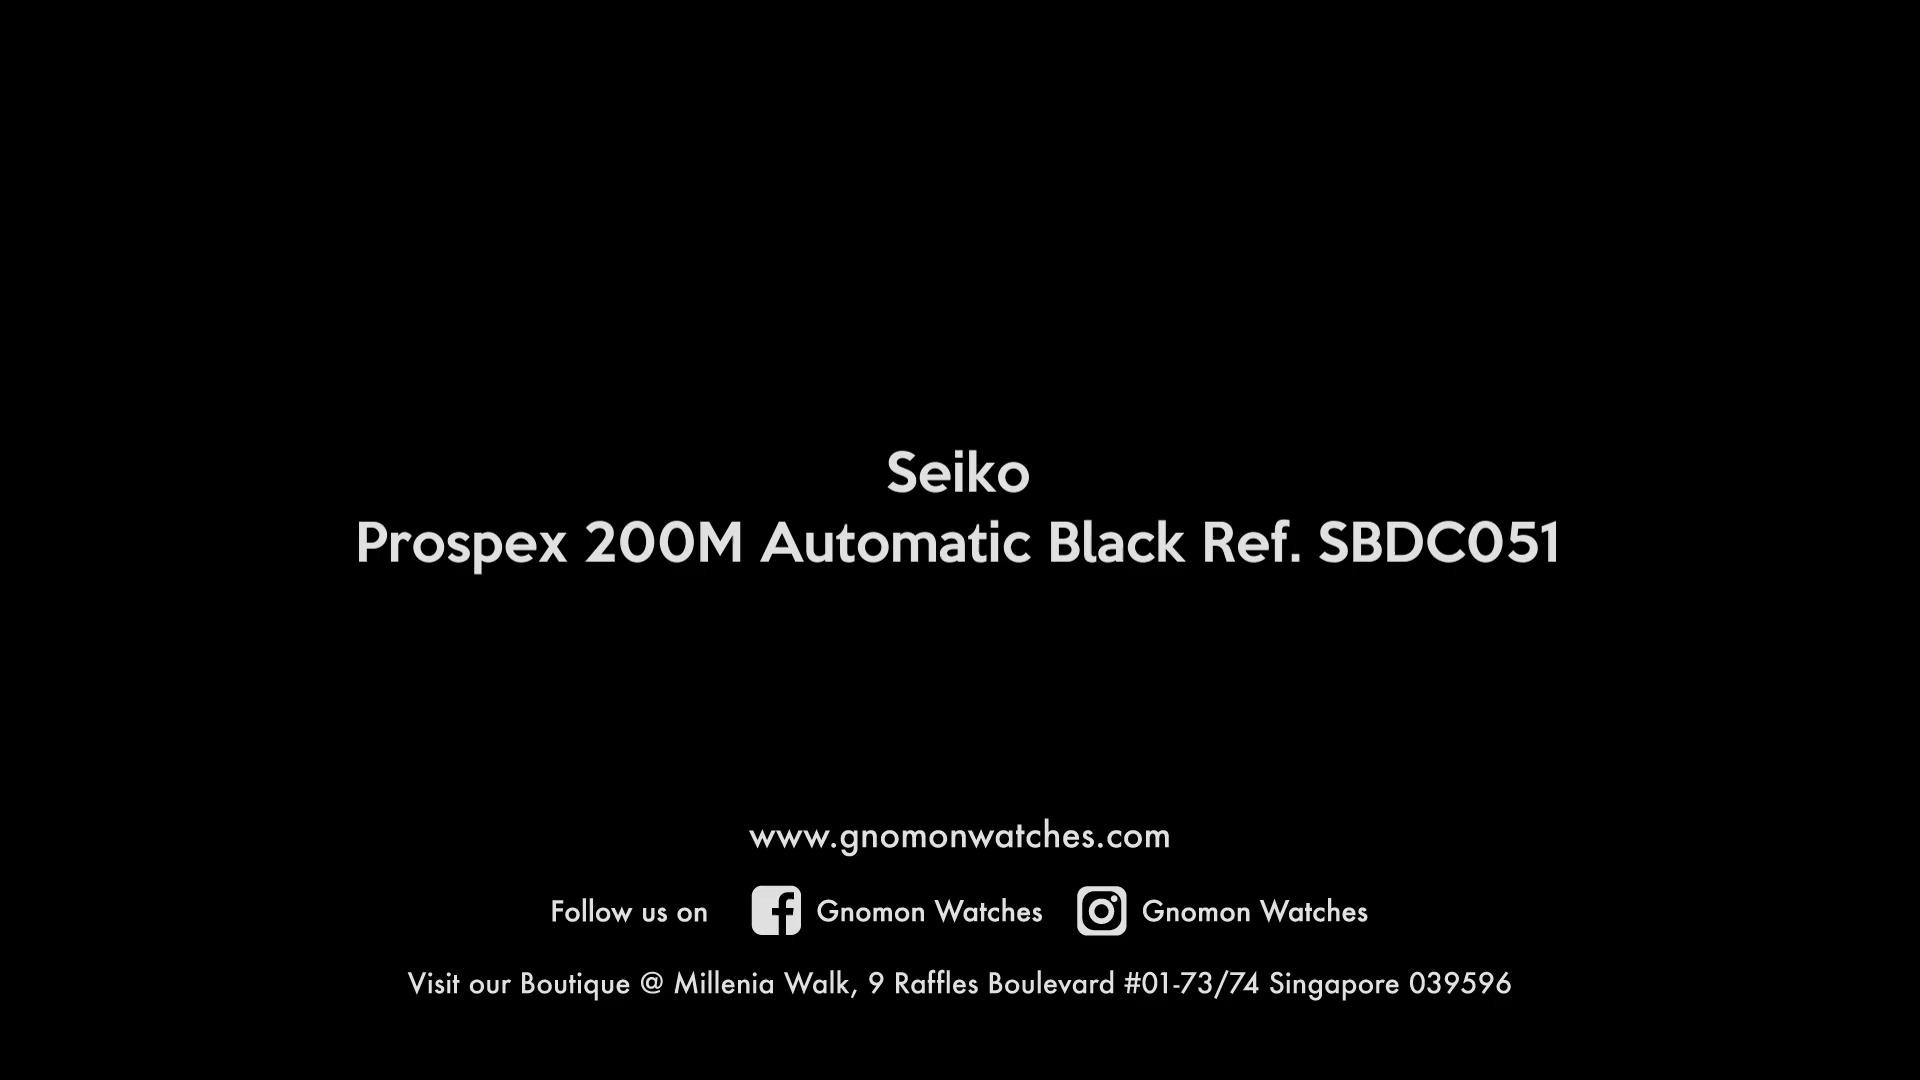 Seiko
Prospex 200M Automatic Black Ref. SBDC051
www.gnomonwatches.com
Follow us on Gnomon Watches Gnomon Watches
Visit our Boutique @ Millenia Walk, 9 Raffles Boulevard #01-73/74 Singapore 039596